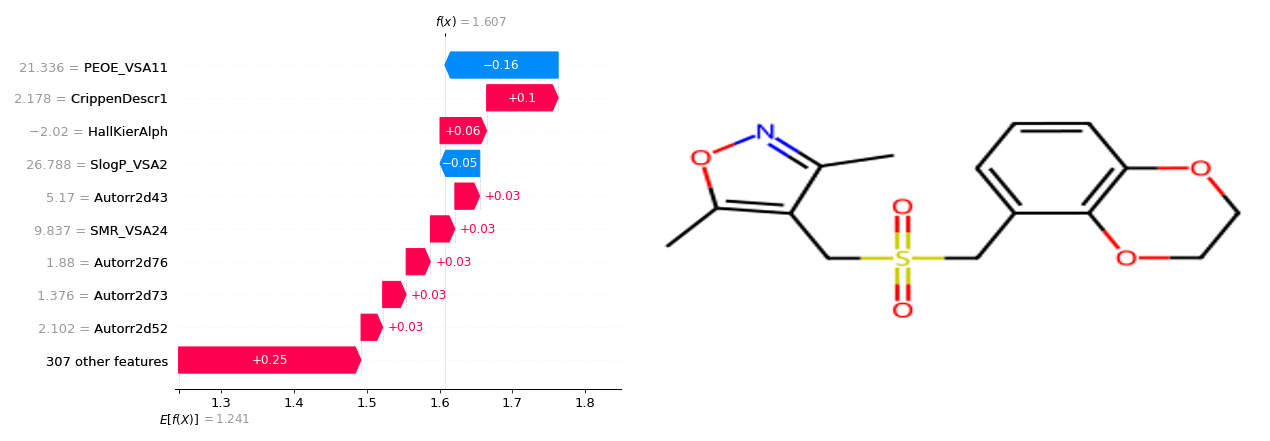 f(x) = 1.607
21.336 = PEOE_VSA11
−0.16
2.178 = CrippenDescr1
+0.1
−2.02 = HallKierAlph
+0.06
26.788 = SlogP_VSA2
−0.05
5.17 = Autorr2d43
+0.03
9.837 = SMR_VSA24
+0.03
1.88 = Autorr2d76
+0.03
1.376 = Autorr2d73
+0.03
2.102 = Autorr2d52
+0.03
307 other features
+0.25
1.3 1.4 1.5 1.6 1.7 1.8
E[f(X)] = 1.241
N
O
O
O
S
O
O